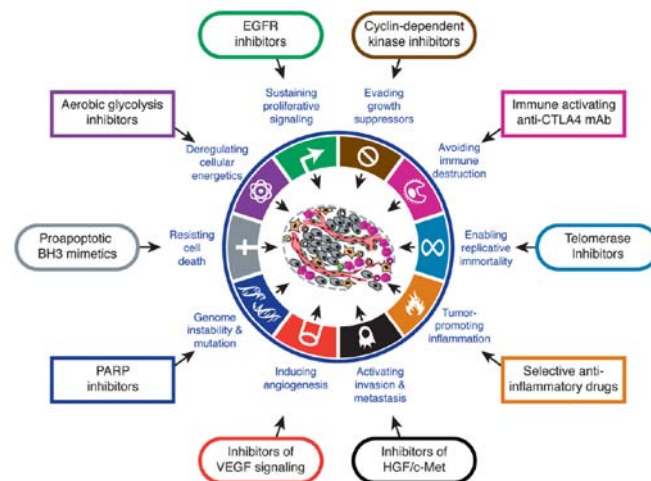 EGFR
inhibitors
Cyclin-dependent
kinase inhibitors
Sustaining
proliferative
signaling
Evading
growth
suppressors
Aerobic glycolysis
inhibitors
Immune activating
anti-CTLA4 mAb
Deregulating
cellular
energetics
Avoiding
immune
destruction
Proapoptotic
BH3 mimetics
Resisting
cell
death
Enabling
replicative
immortality
Telomerase
Inhibitors
Genome
instability &
mutation
Tumor-
promoting
inflammation
PARP
inhibitors
Inducing
angiogenesis
Activating
invasion &
metastasis
Selective anti-
inflammatory drugs
Inhibitors of
VEGF signaling
Inhibitors of
HGF/c-Met